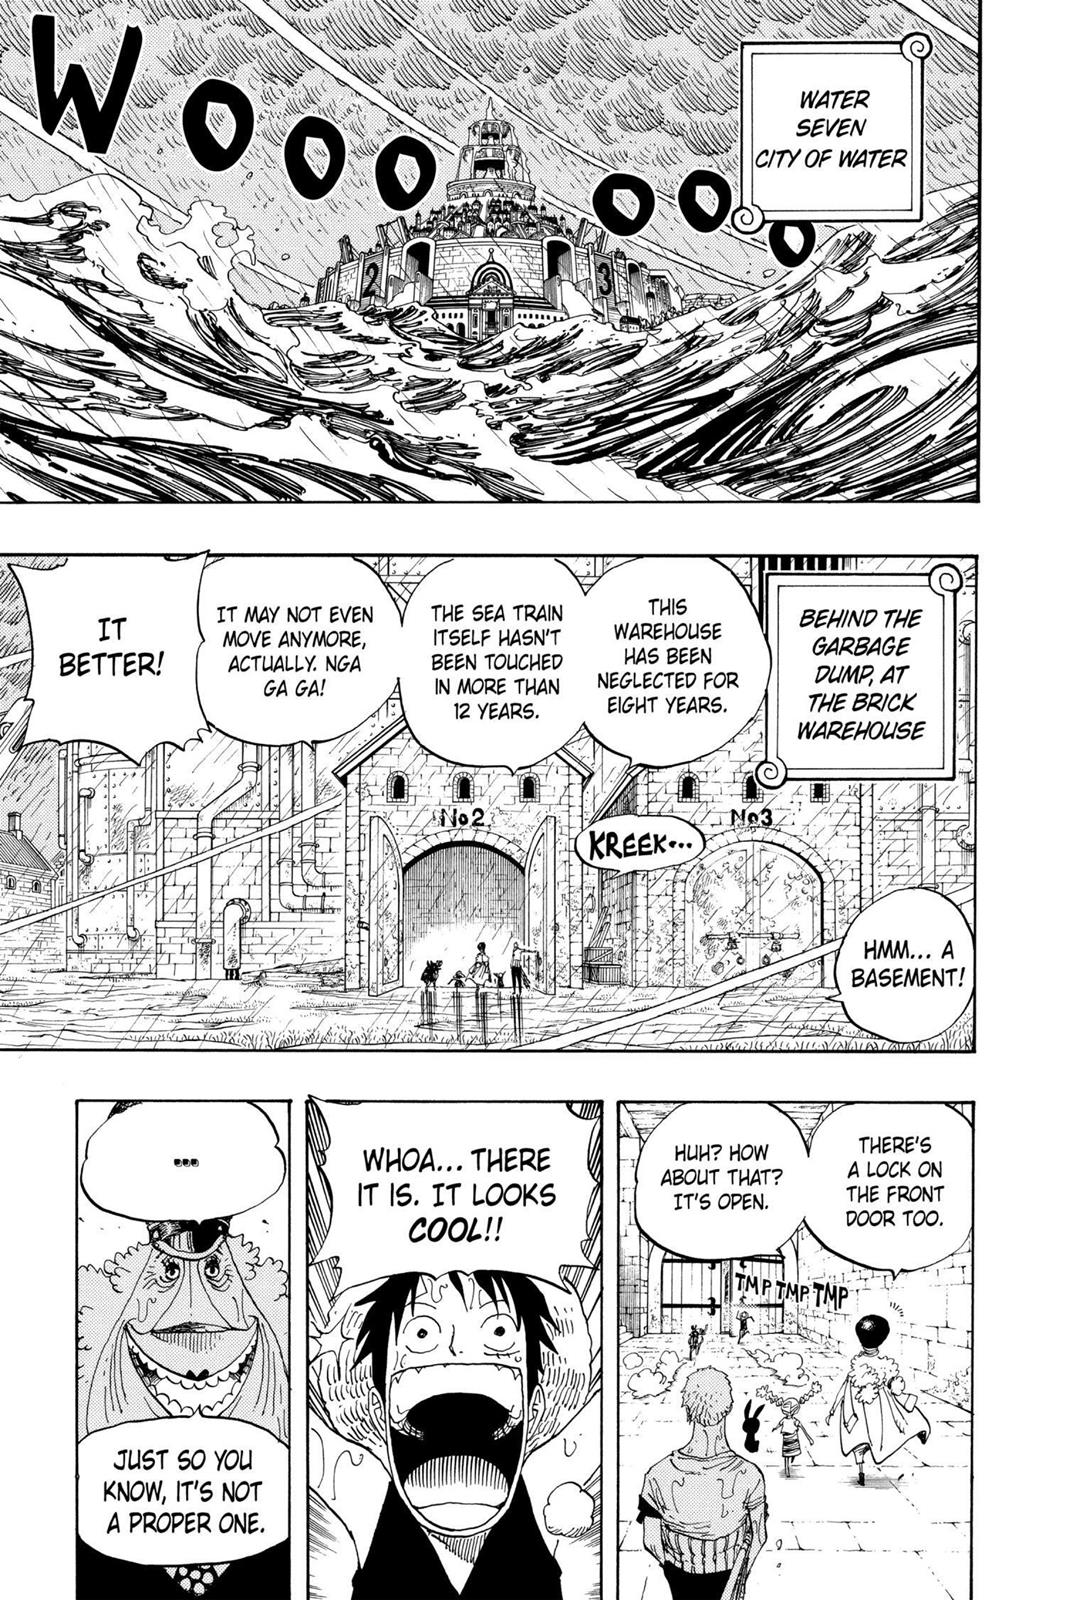 WOOOOOOO
WATER
SEVEN
CITY OF WATER
2
3
BEHIND THE
GARBAGE
DUMP, AT
THE BRICK
WAREHOUSE
THIS
WAREHOUSE
HAS BEEN
NEGLECTED FOR
EIGHT YEARS.
THE SEA TRAIN
ITSELF HASN'T
BEEN TOUCHED
IN MORE THAN
12 YEARS.
IT MAY NOT EVEN
MOVE ANYMORE,
ACTUALLY. NGA
GA GA!
IT
BETTER!
No2
No3
KREEK...
HMM... A
BASEMENT!
THERE'S
A LOCK ON
THE FRONT
DOOR TOO.
HUH? HOW
ABOUT THAT?
IT'S OPEN.
TMP TMP TMP
WHOA... THERE
IT IS. IT LOOKS
COOL!!
...
JUST SO YOU
KNOW, IT'S NOT
A PROPER ONE.